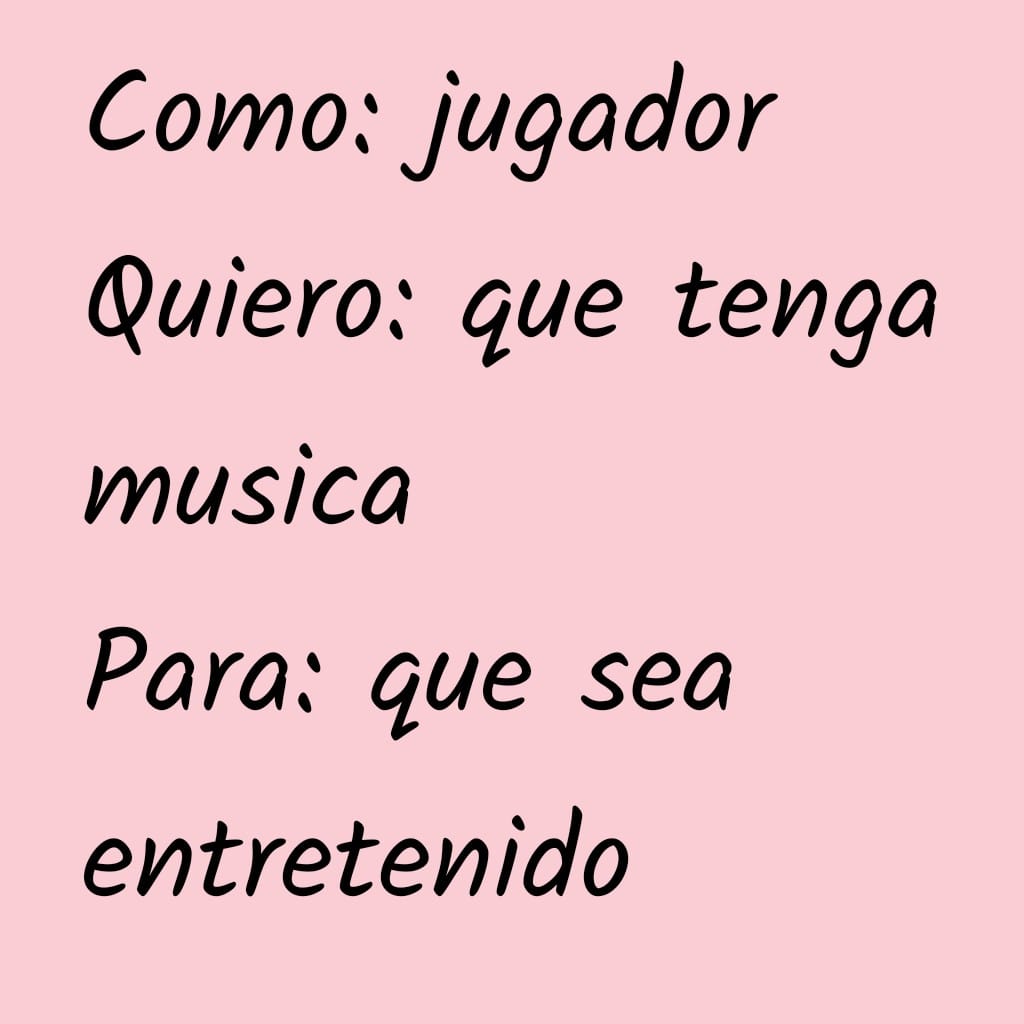 Como: jugador
Quiero: que tenga
musica
Para: que sea
entretenido